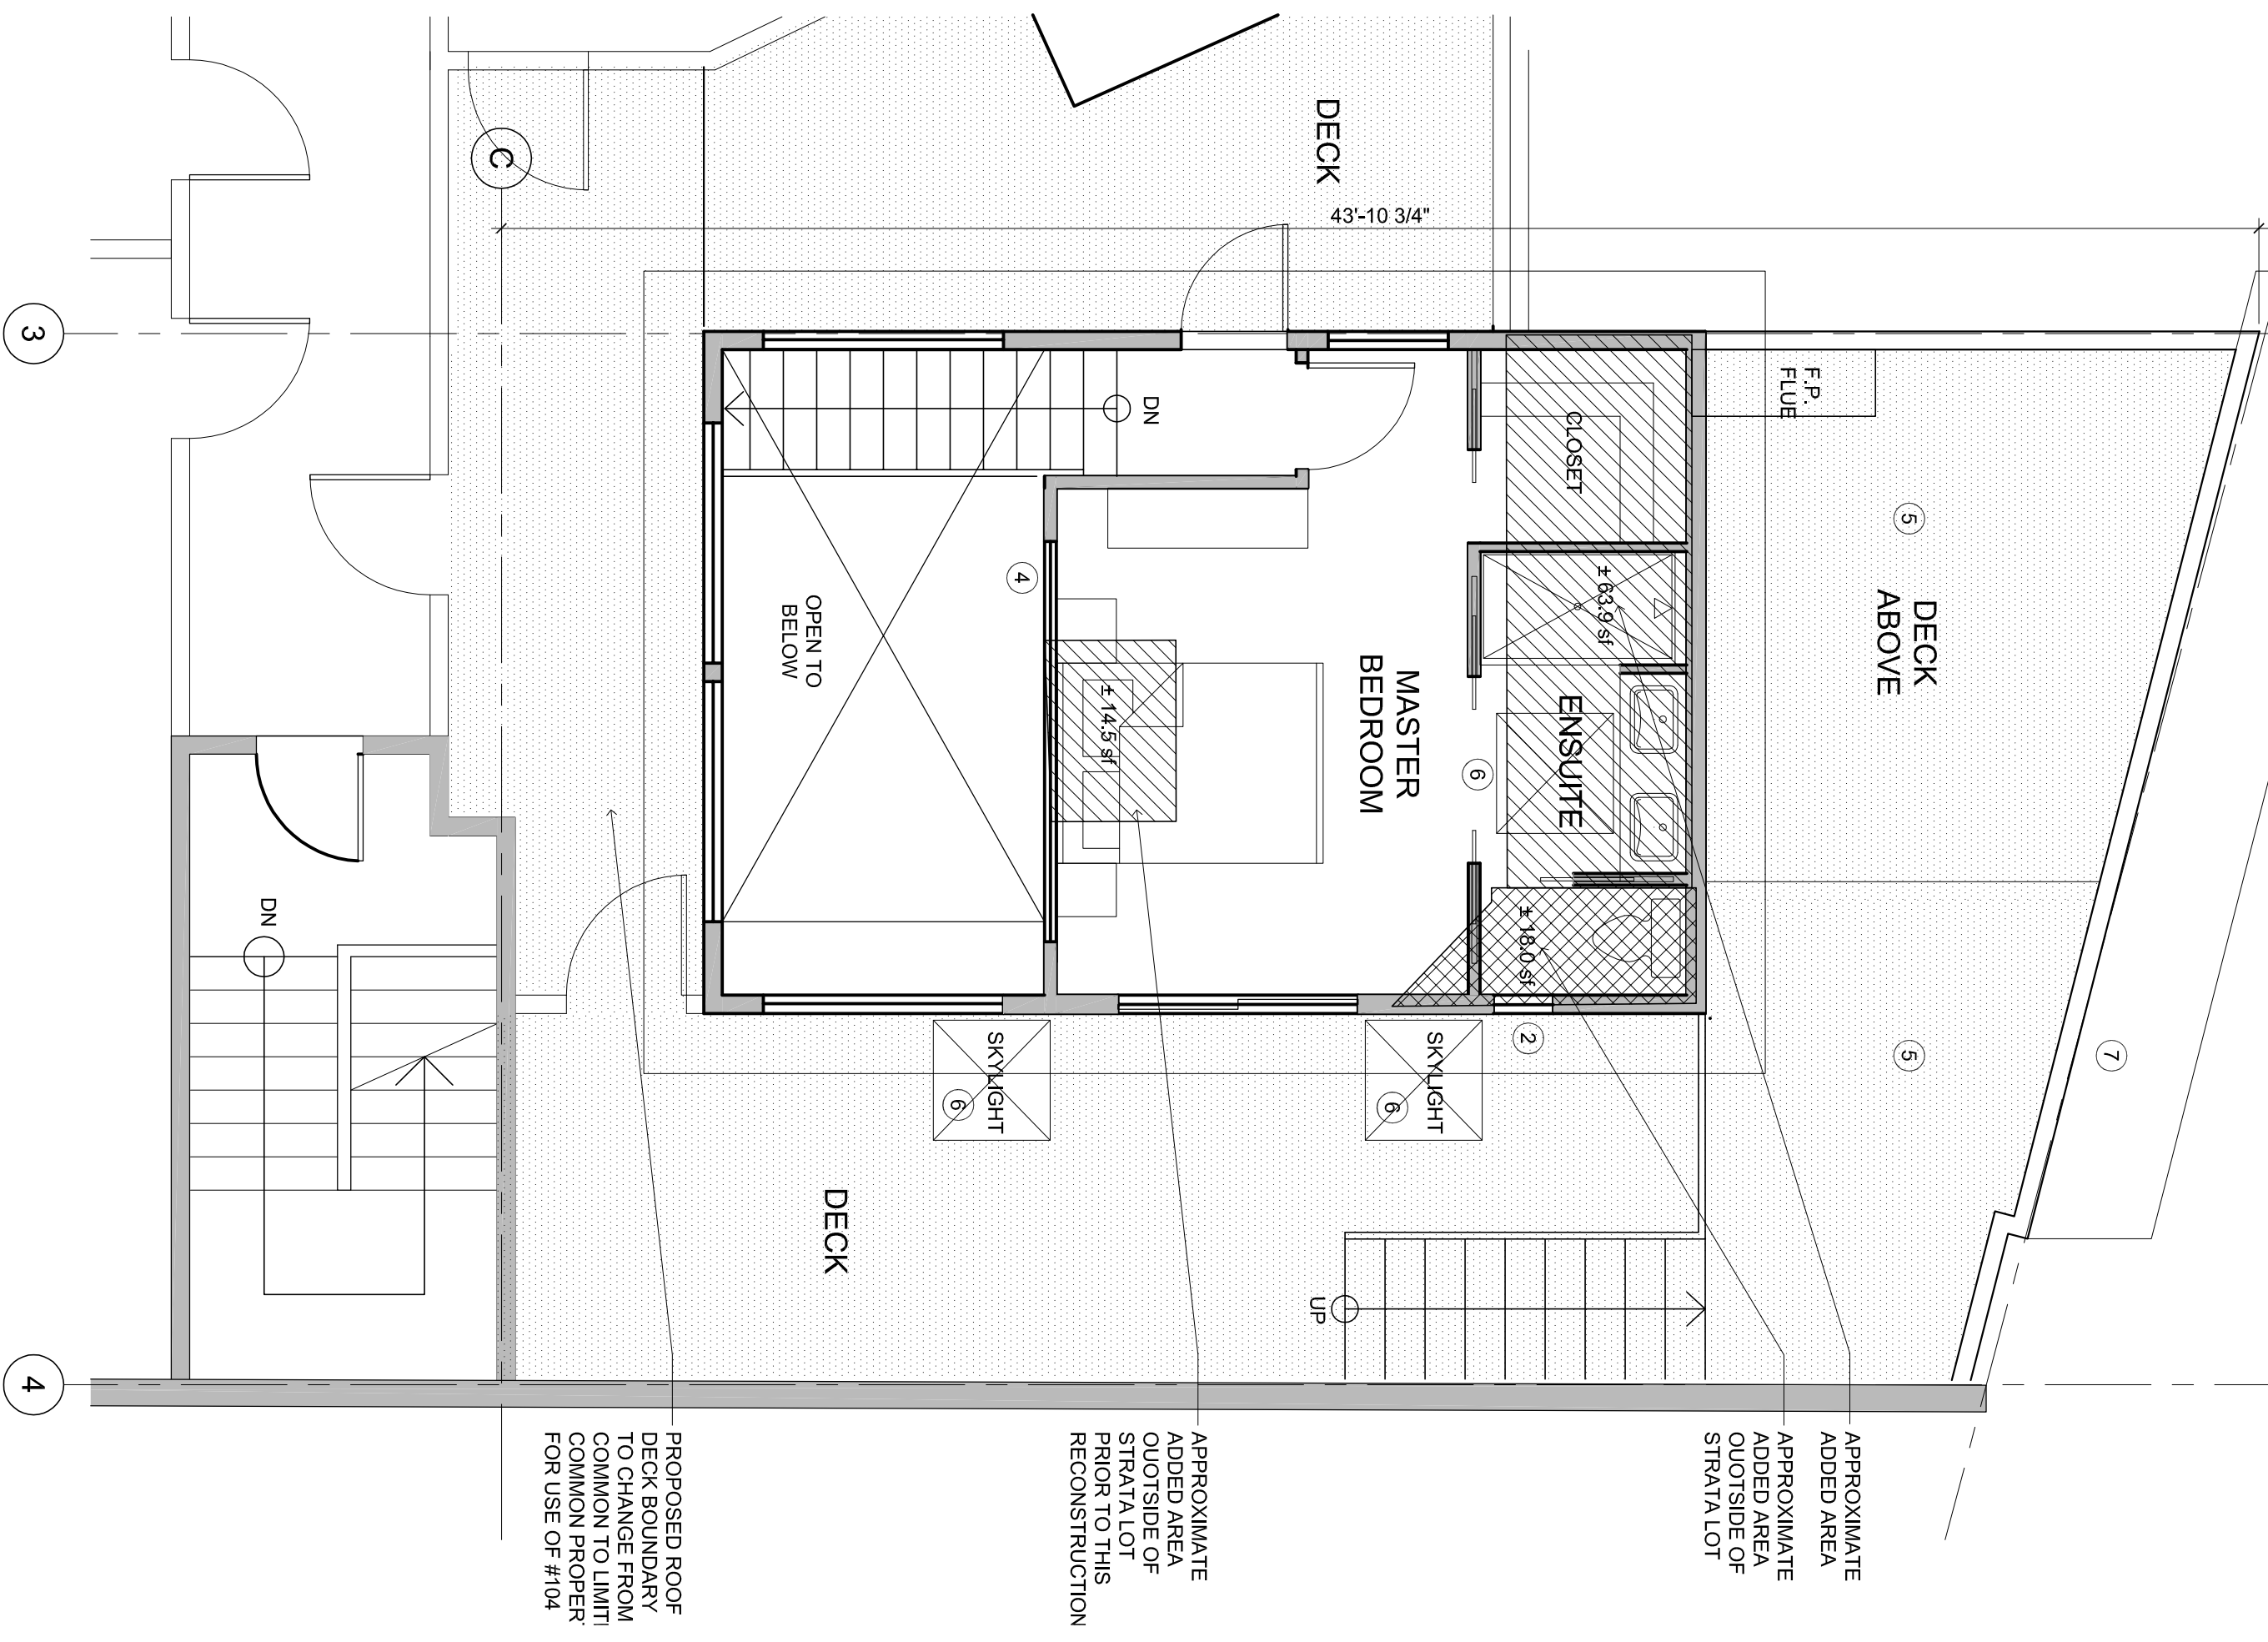 DECK
43'-10 3/4"
C
3
4
DN
CLOSET
F.P.
FLUE
5
DECK
ABOVE
± 63.9 sf
4
OPEN TO
BELOW
± 14.5 sf
MASTER
BEDROOM
6
ENSUITE
± 18.0 sf
DN
SKYLIGHT
6
SKYLIGHT
6
2
5
7
DECK
UP
APPROXIMATE
ADDED AREA
APPROXIMATE
ADDED AREA
OUOTSIDE OF
STRATA LOT
APPROXIMATE
ADDED AREA
OUOTSIDE OF
STRATA LOT
PRIOR TO THIS
RECONSTRUCTION
PROPOSED ROOF
DECK BOUNDARY
TO CHANGE FROM
COMMON TO LIMIT
COMMON PROPER
FOR USE OF #104